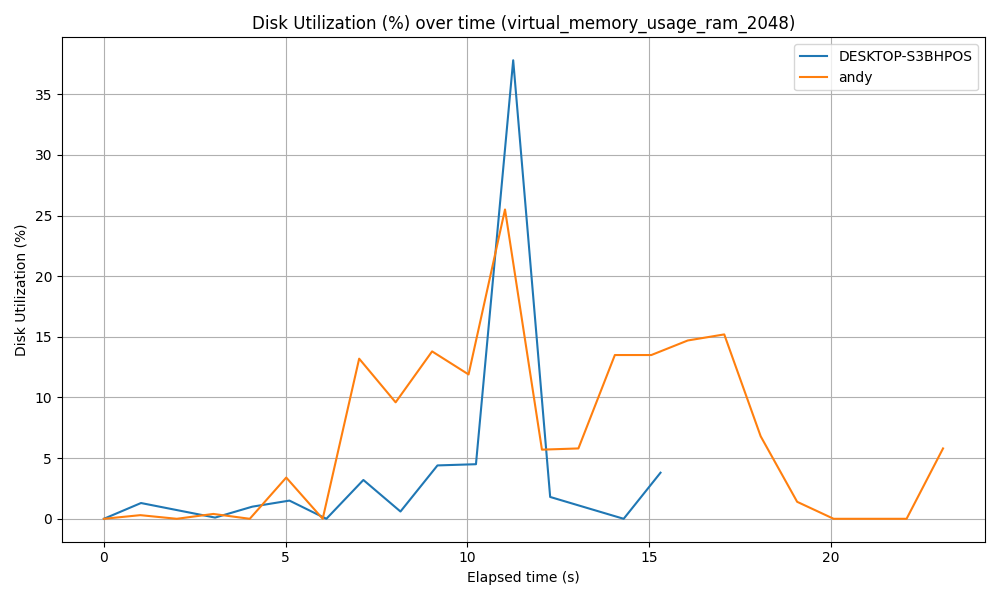 Disk Utilization (%) over time (virtual_memory_usage_ram_2048)
DESKTOP-S3BHPOS
andy
35
30
25
20
15
10
5
0
Disk Utilization (%)
0 5 10 15 20
Elapsed time (s)